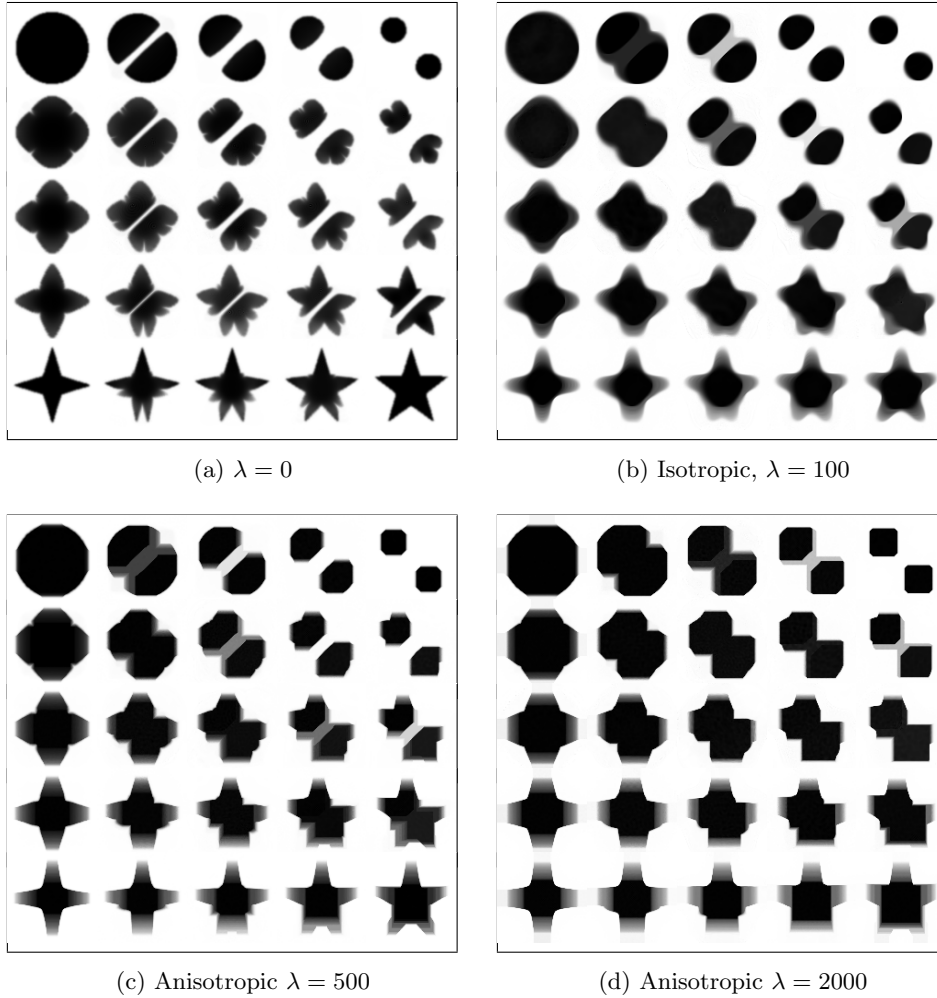 (a) λ = 0
(b) Isotropic, λ = 100
(c) Anisotropic λ = 500
(d) Anisotropic λ = 2000